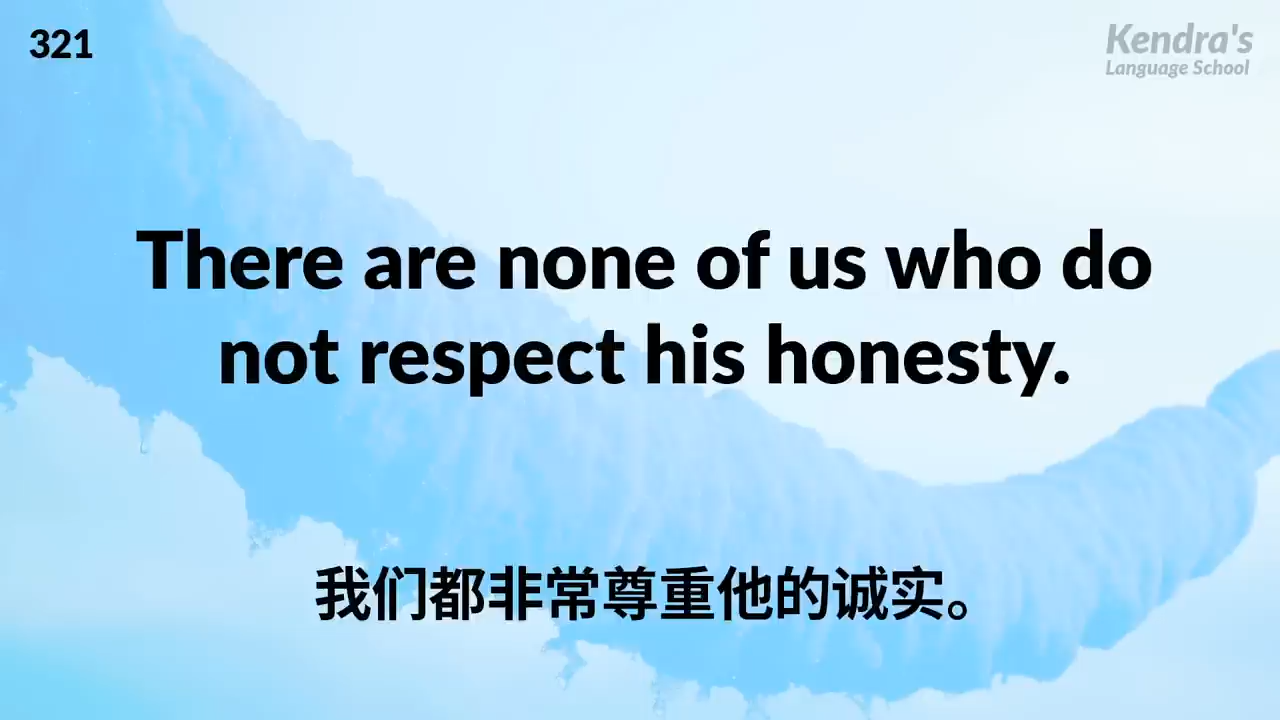 321
Kendra's
Language School
There are none of us who do
not respect his honesty.
我们都非常尊重他的诚实。